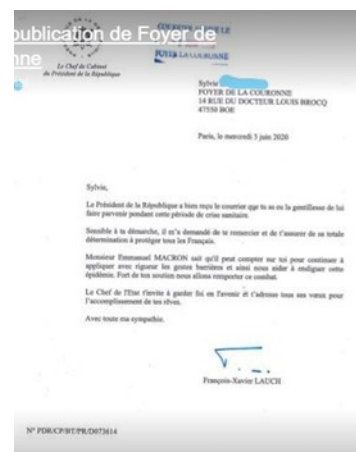 publication de Foyer de
nne
COURRIER
LE
FOYER LA COURONNE
Le Chef de Cabinet
du Président de la République
Sylvie
FOYER DE LA COURONNE
14 RUE DU DOCTEUR LOUIS BROCQ
47550 BOE
Paris, le mercredi 3 juin 2020
Sylvie,
Le Président de la République a bien reçu le courrier que tu as eu la gentillesse de lui
faire parvenir pendant cette période de crise sanitaire.
Sensible à ta démarche, il m'a demandé de te remercier et de t'assurer de sa totale
détermination à protéger tous les Français.
Monsieur Emmanuel MACRON sait qu'il peut compter sur toi pour continuer à
appliquer avec rigueur les gestes barrières et ainsi nous aider à endiguer cette
épidémie. Fort de ton soutien nous allons remporter ce combat.
Le Chef de l'Etat t'invite à garder foi en l'avenir et t'adresse tous ses vœux pour
l'accomplissement de tes rêves.
Avec toute ma sympathie.
François-Xavier LAUCH
N° PDR/CP/BT/PR/D073614